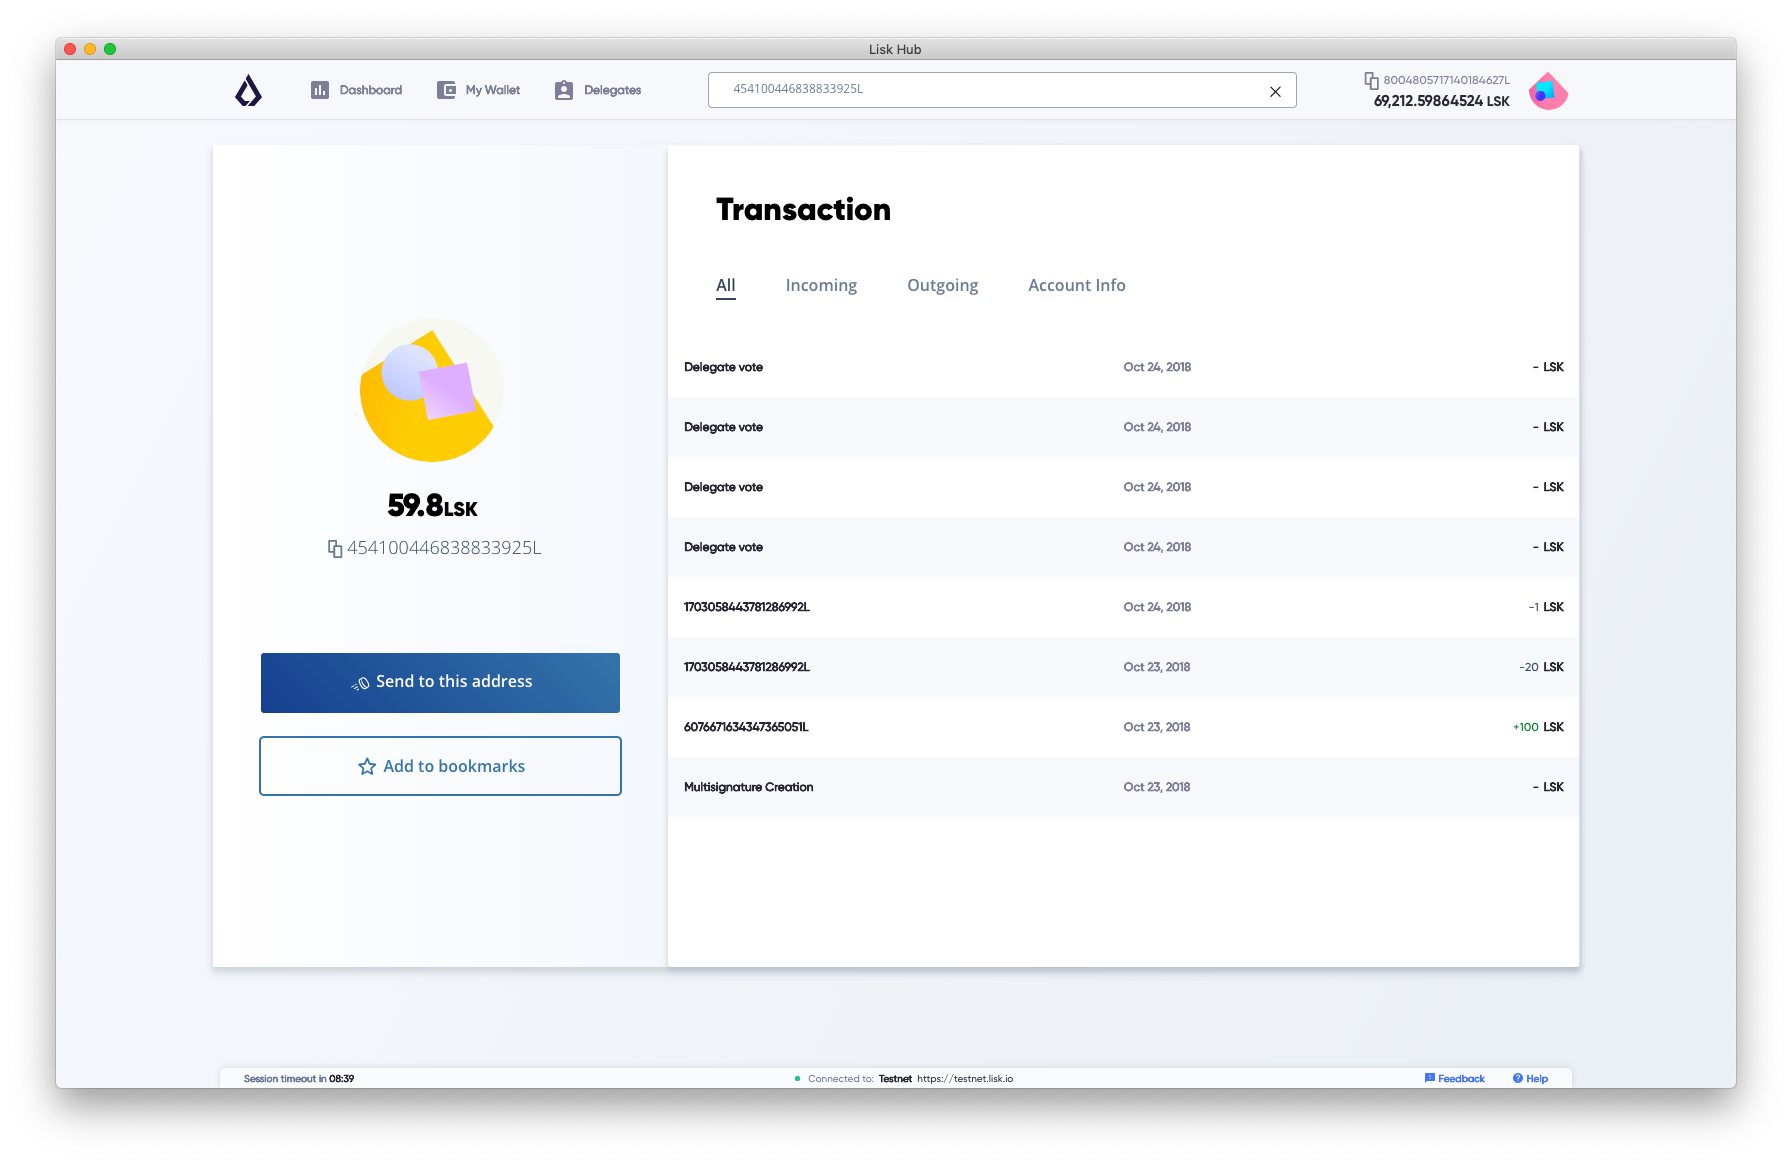 Lisk Hub
Dashboard
My Wallet
Delegates
454100446838833925L
8004805717140184627L
69,212.59864524 LSK
59.8LSK
454100446838833925L
Send to this address
Add to bookmarks
Transaction
All Incoming Outgoing Account Info
Delegate vote Oct 24, 2018 - LSK
Delegate vote Oct 24, 2018 - LSK
Delegate vote Oct 24, 2018 - LSK
Delegate vote Oct 24, 2018 - LSK
1703058443781286992L Oct 24, 2018 -1 LSK
1703058443781286992L Oct 23, 2018 -20 LSK
6076671634347365051L Oct 23, 2018 +100 LSK
Multisignature Creation Oct 23, 2018 - LSK
Session timeout in 08:39
Connected to: Testnet https://testnet.lisk.io
Feedback
Help